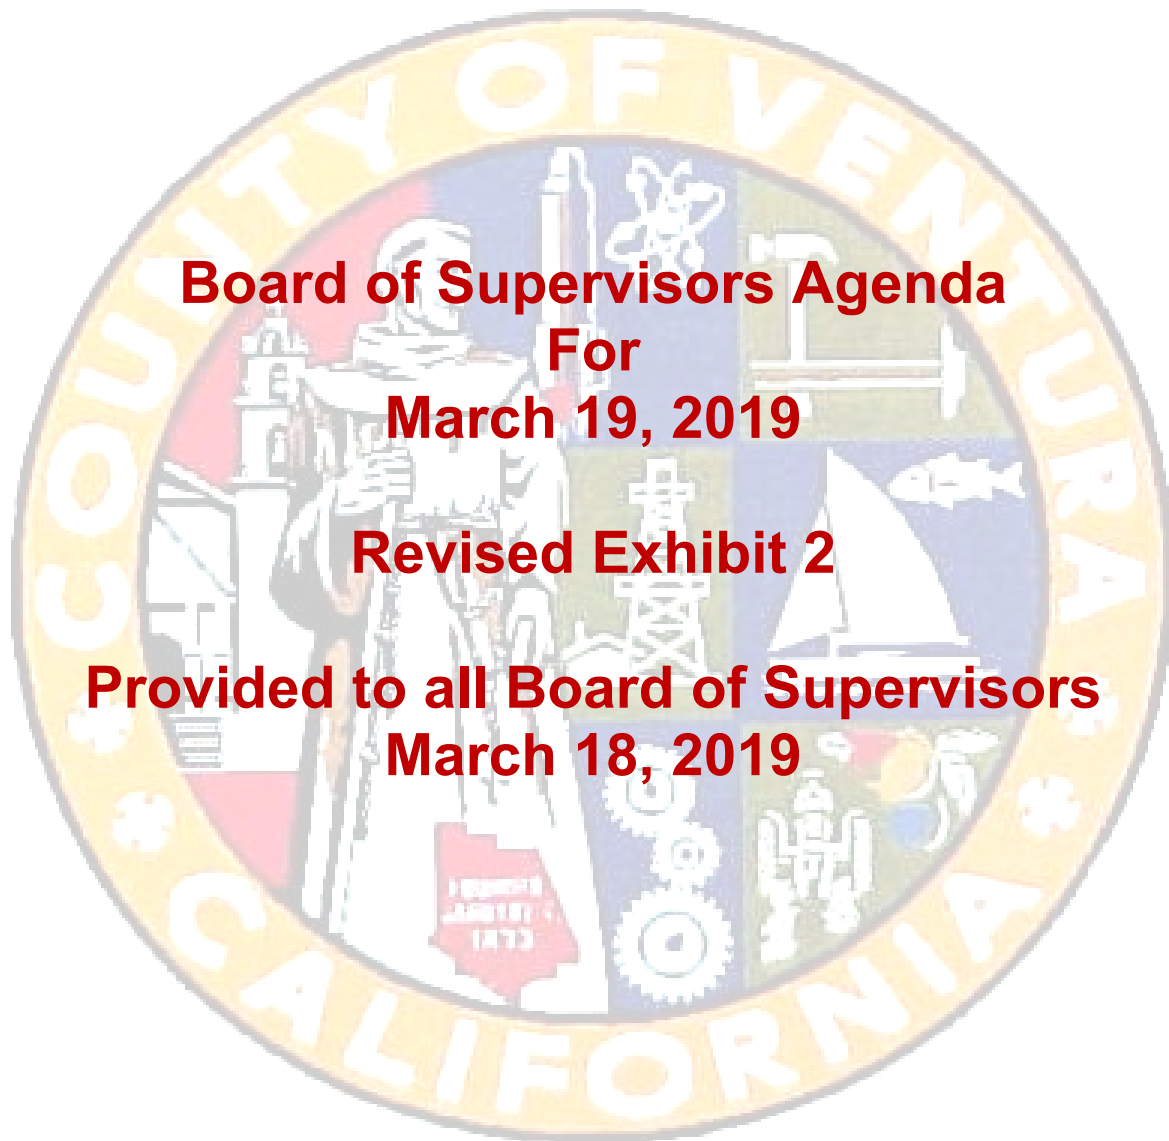 COUNTY OF VENTURA
Board of Supervisors Agenda
For
March 19, 2019
Revised Exhibit 2
Provided to all Board of Supervisors
March 18, 2019
1873
CALIFORNIA